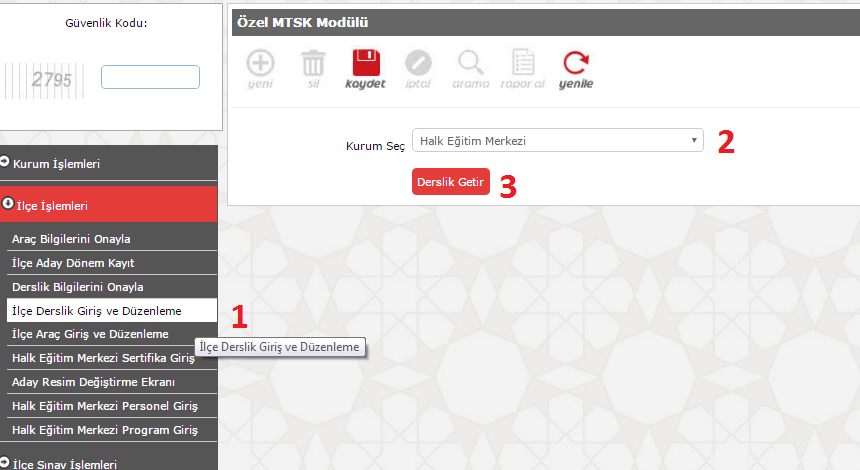 Güvenlik Kodu:
2795
Kurum İşlemleri
İlçe İşlemleri
Araç Bilgilerini Onayla
İlçe Aday Dönem Kayıt
Derslik Bilgilerini Onayla
İlçe Derslik Giriş ve Düzenleme
1
İlçe Araç Giriş ve Düzenleme
İlçe Derslik Giriş ve Düzenleme
Halk Eğitim Merkezi Sertifika Giriş
Aday Resim Değiştirme Ekranı
Halk Eğitim Merkezi Personel Giriş
Halk Eğitim Merkezi Program Giriş
İlçe Sınav İşlemleri
Özel MTSK Modülü
yeni sil kaydet iptal arama rapor al yenile
Kurum Seç Halk Eğitim Merkezi 2
Derslik Getir 3